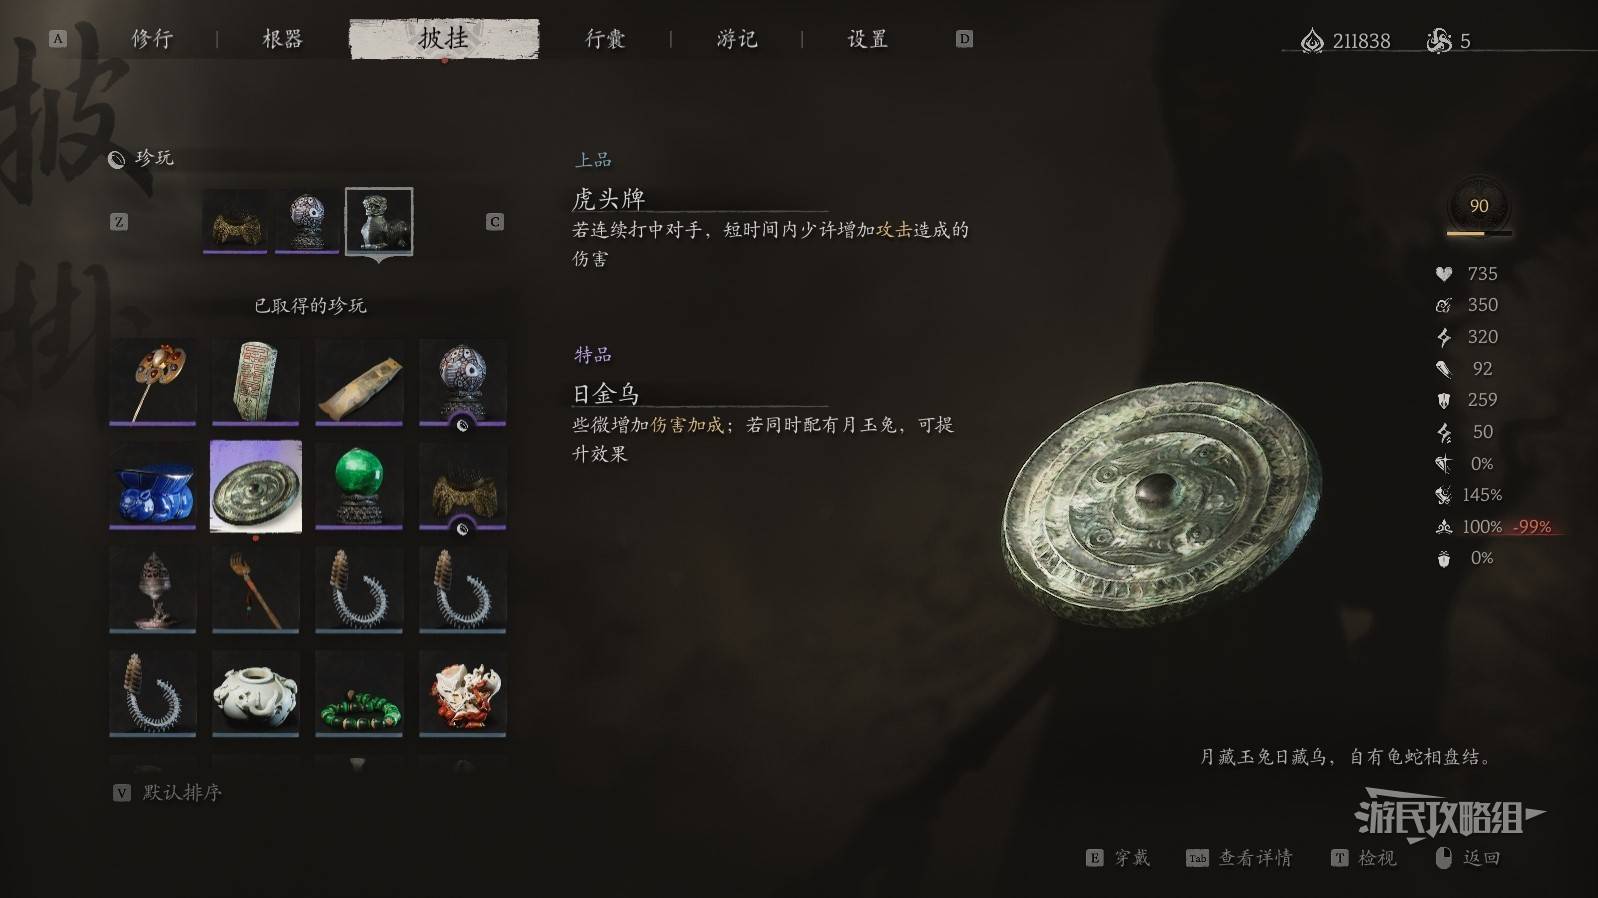 A 修行 | 根器 披挂 行囊 | 游记 | 设置 D
211838 5
披挂
珍玩
Z C
已取得的珍玩
V 默认排序
上品
虎头牌
若连续打中对手，短时间内少许增加攻击造成的
伤害
特品
日金乌
些微增加伤害加成；若同时配有月玉兔，可提
升效果
90
735
350
320
92
259
50
0%
145%
100% -99%
0%
月藏玉兔日藏乌，自有龟蛇相盘结。
游民攻略组
E 穿戴 Tab 查看详情 T 检视 返回